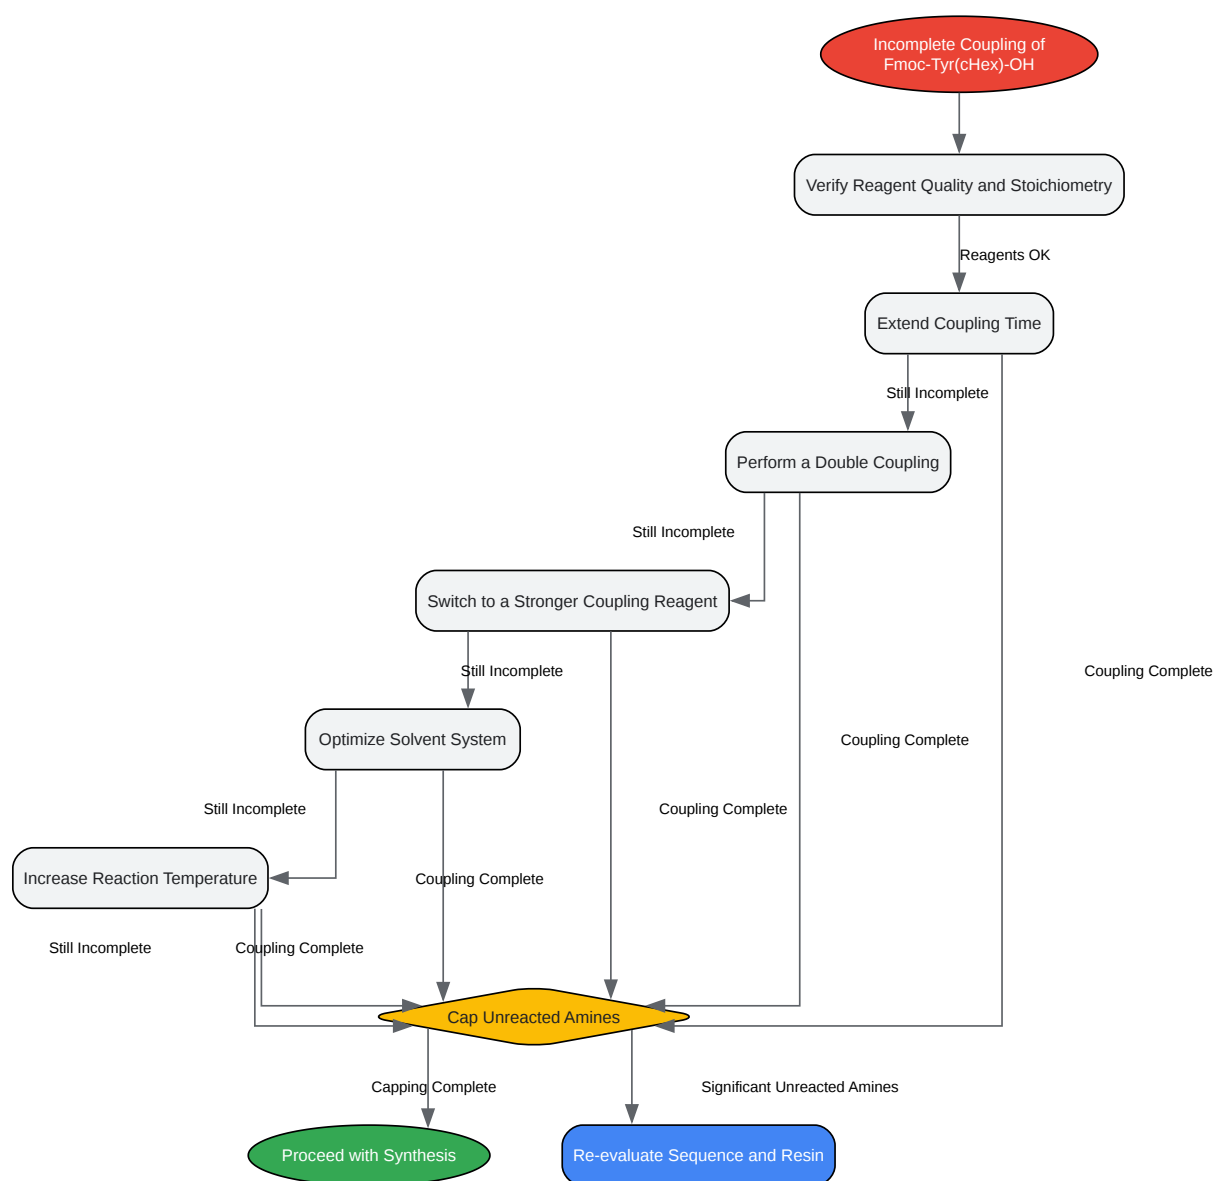 Incomplete Coupling of
Fmoc-Tyr(cHex)-OH
Verify Reagent Quality and Stoichiometry
Reagents OK
Extend Coupling Time
Still Incomplete
Perform a Double Coupling
Still Incomplete
Switch to a Stronger Coupling Reagent
Still Incomplete
Coupling Complete
Optimize Solvent System
Coupling Complete
Still Incomplete
Coupling Complete
Increase Reaction Temperature
Coupling Complete
Still Incomplete
Coupling Complete
Cap Unreacted Amines
Capping Complete
Significant Unreacted Amines
Proceed with Synthesis
Re-evaluate Sequence and Resin